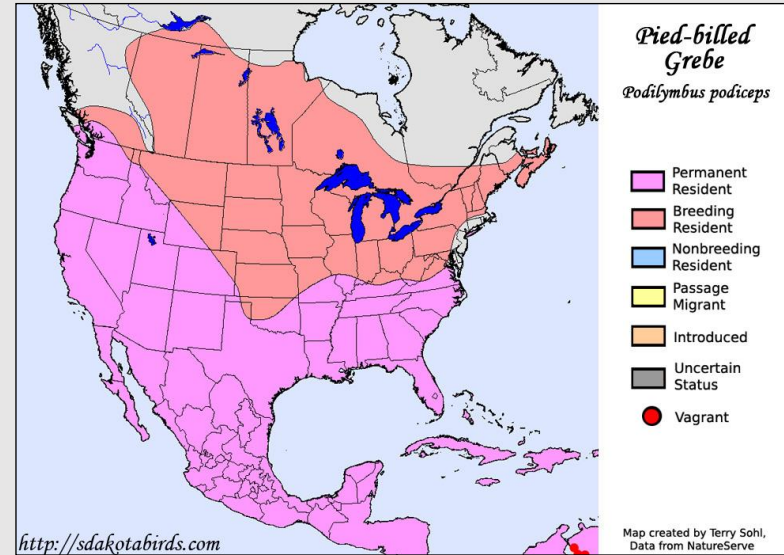 Pied-billed
Grebe
Podilymbus podiceps
Permanent
Resident
Breeding
Resident
Nonbreeding
Resident
Passage
Migrant
Introduced
Uncertain
Status
Vagrant
http://sdakotabirds.com
Map created by Terry Sohl,
Data from NatureServe